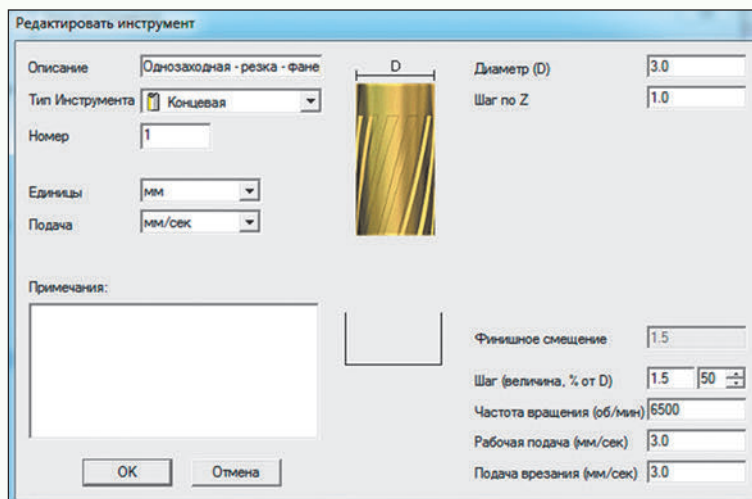 Редактировать инструмент
Описание Однозаходная - резка - фане
Тип Инструмента Концевая
Номер 1
Единицы мм
Подача мм/сек
Примечания:
OK Отмена
D
Диаметр (D) 3.0
Шаг по Z 1.0
Финишное смещение 1.5
Шаг (величина, % от D) 1.5 50
Частота вращения (об/мин) 6500
Рабочая подача (мм/сек) 3.0
Подача врезания (мм/сек) 3.0